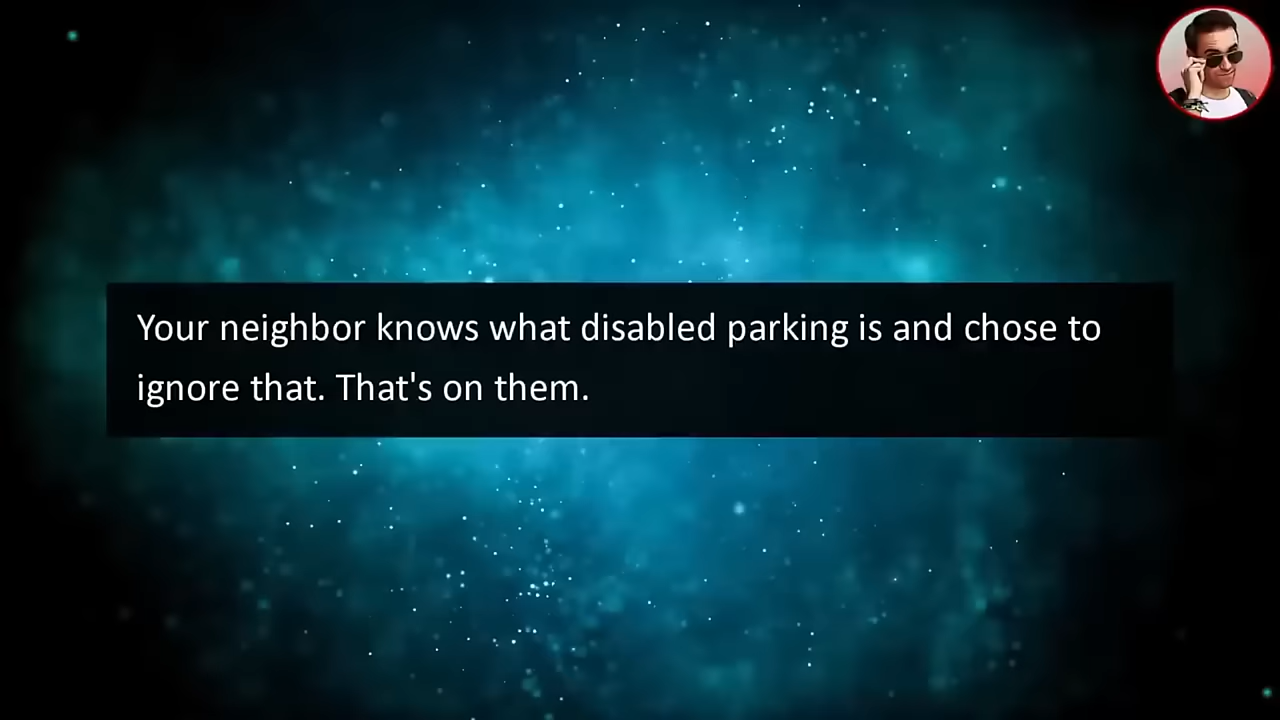 Your neighbor knows what disabled parking is and chose to
ignore that. That's on them.